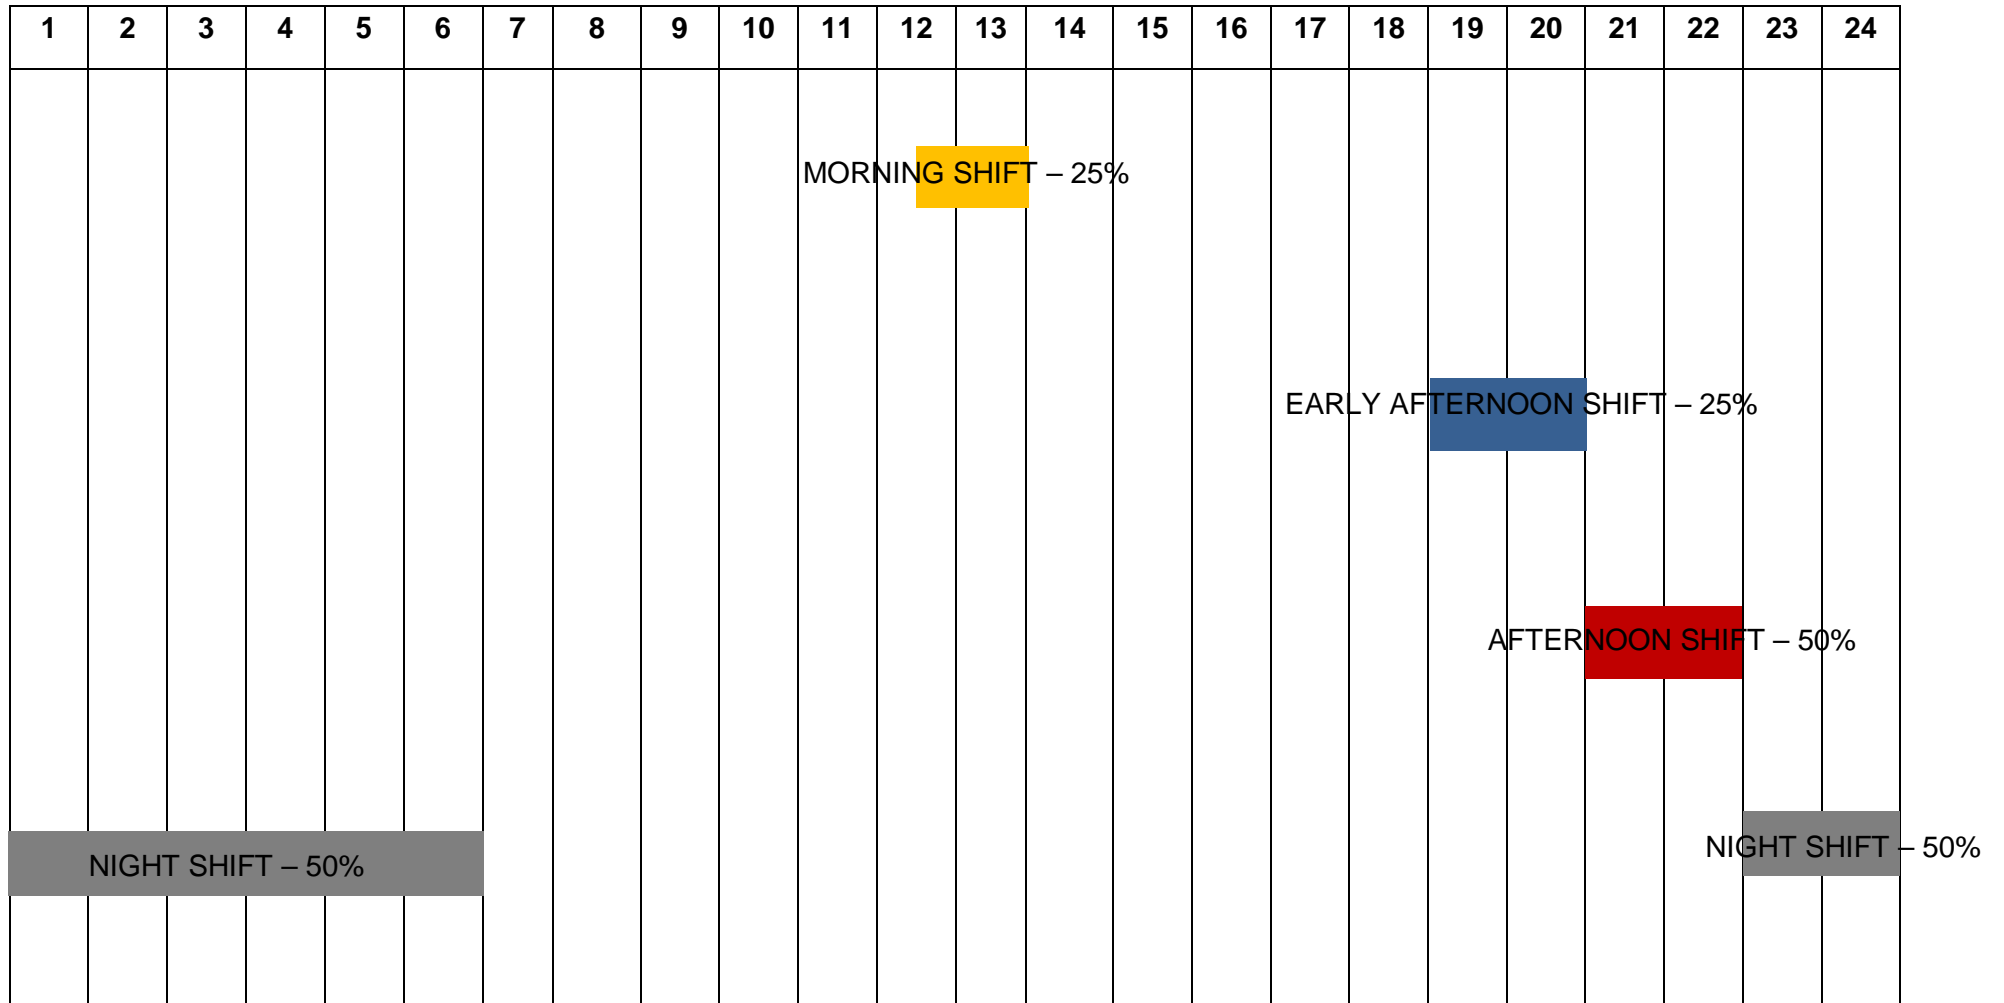 1 2 3 4 5 6 7 8 9 10 11 12 13 14 15 16 17 18 19 20 21 22 23 24
MORNING SHIFT – 25%
EARLY AFTERNOON SHIFT – 25%
AFTERNOON SHIFT – 50%
NIGHT SHIFT – 50%
NIGHT SHIFT – 50%